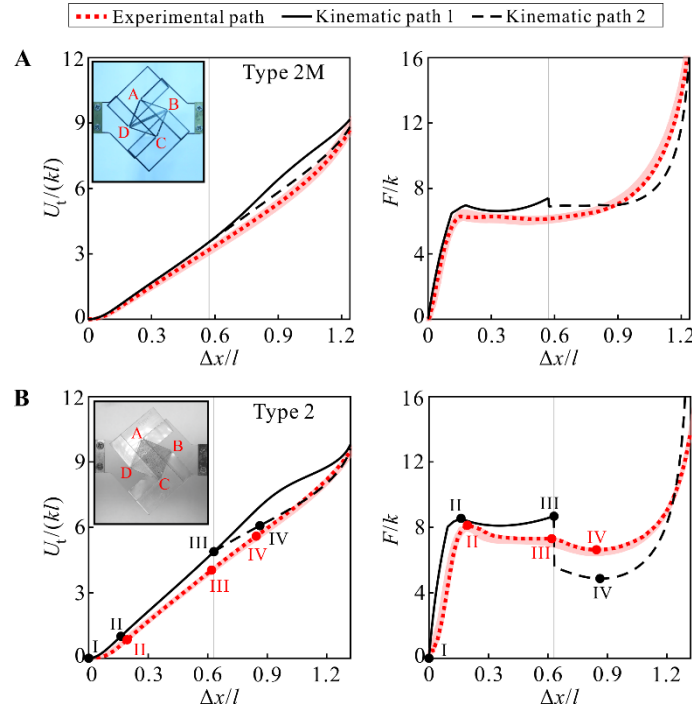 Experimental path Kinematic path 1 Kinematic path 2
A
Type 2M
A
B
D
C
U_t/(kl)
12
9
6
3
0
0 0.3 0.6 0.9 1.2
Δx/l
F/k
16
12
8
4
0
0 0.3 0.6 0.9 1.2
Δx/l
B
Type 2
A
B
D
C
U_t/(kl)
12
9
6
3
0
I
II
II
III
III
IV
IV
0 0.3 0.6 0.9 1.2
Δx/l
F/k
16
12
8
4
0
I
II
II
III
III
IV
IV
0 0.3 0.6 0.9 1.2
Δx/l